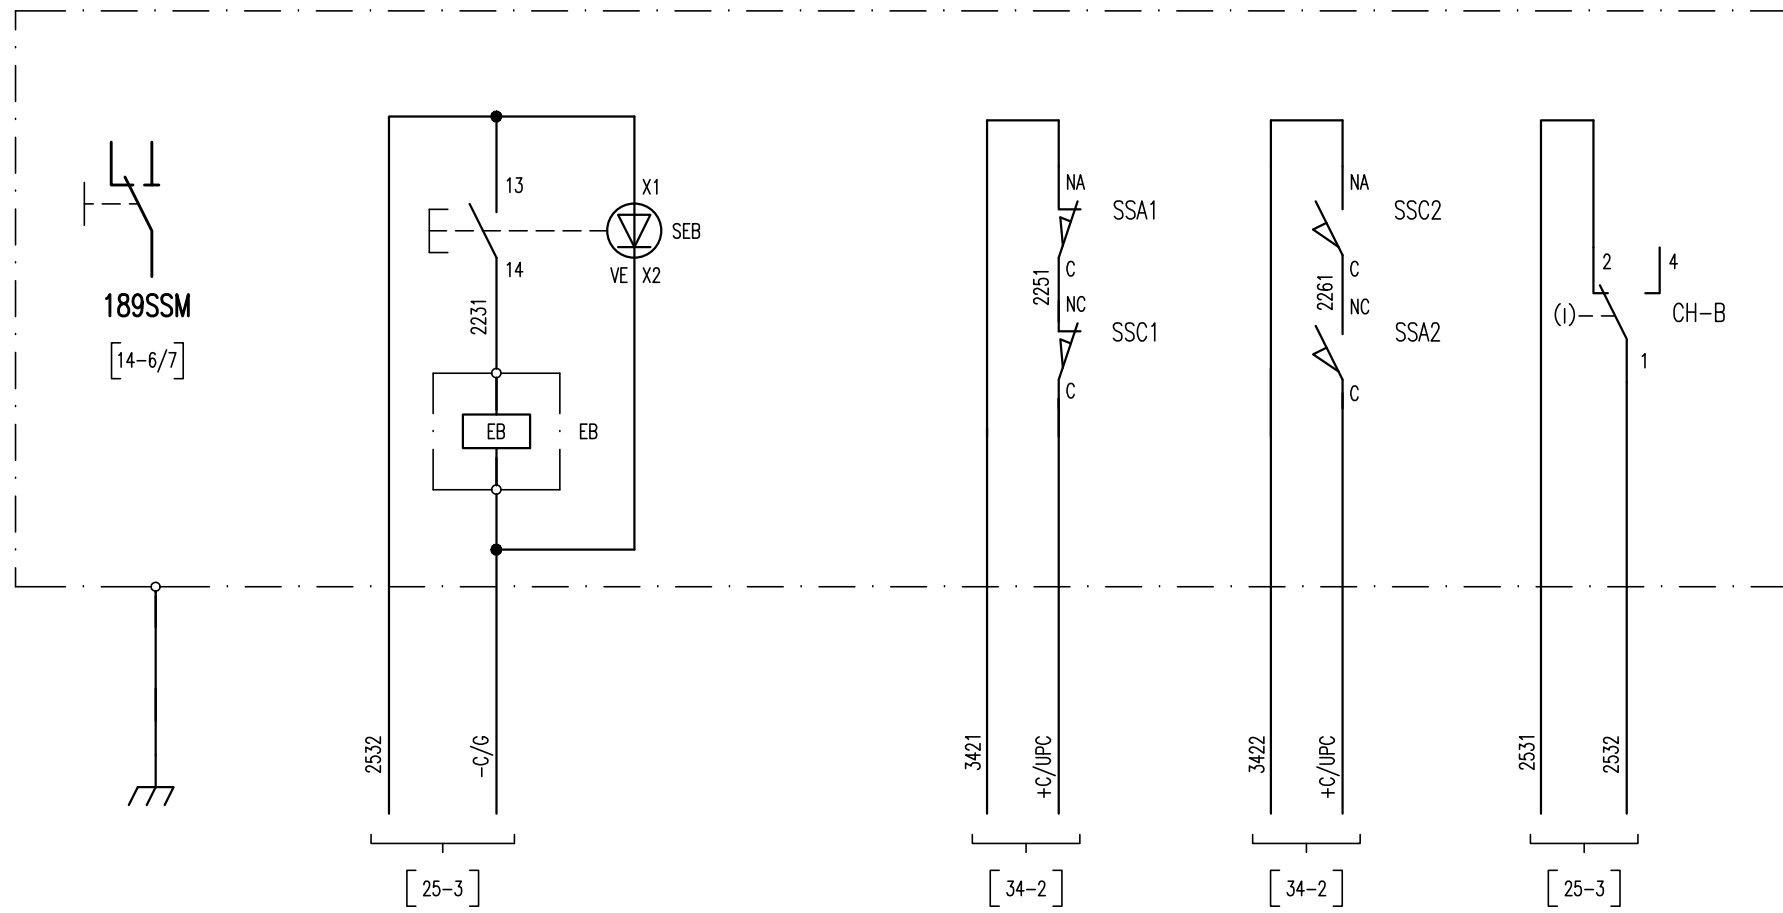 189SSM
[14-6/7]
13
14
2231
EB
EB
X1
SEB
VE X2
2532
-C/G
[25-3]
NA
SSA1
C
2251
NC
SSC1
C
3421
+C/UPC
[34-2]
NA
SSC2
C
2261
NC
SSA2
C
3422
+C/UPC
[34-2]
2
4
(I)
CH-B
1
2531
2532
[25-3]